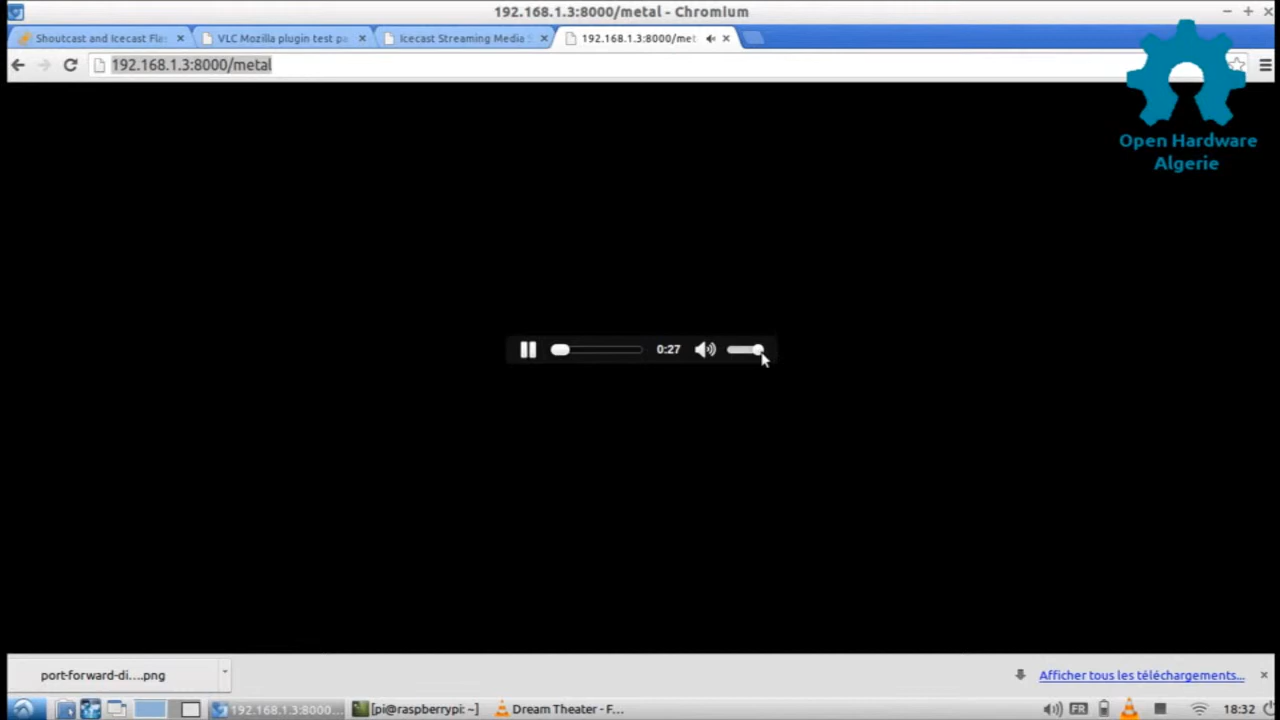 192.168.1.3:8000/metal - Chromium
Shoutcast and Icecast Fla
VLC Mozilla plugin test pa
Icecast Streaming Media S
192.168.1.3:8000/met
192.168.1.3:8000/metal
Open Hardware
Algerie
0:27
port-forward-di....png
Afficher tous les téléchargements...
192.168.1.3:8000...
[pi@raspberrypi: ~]
Dream Theater - F...
FR
18:32